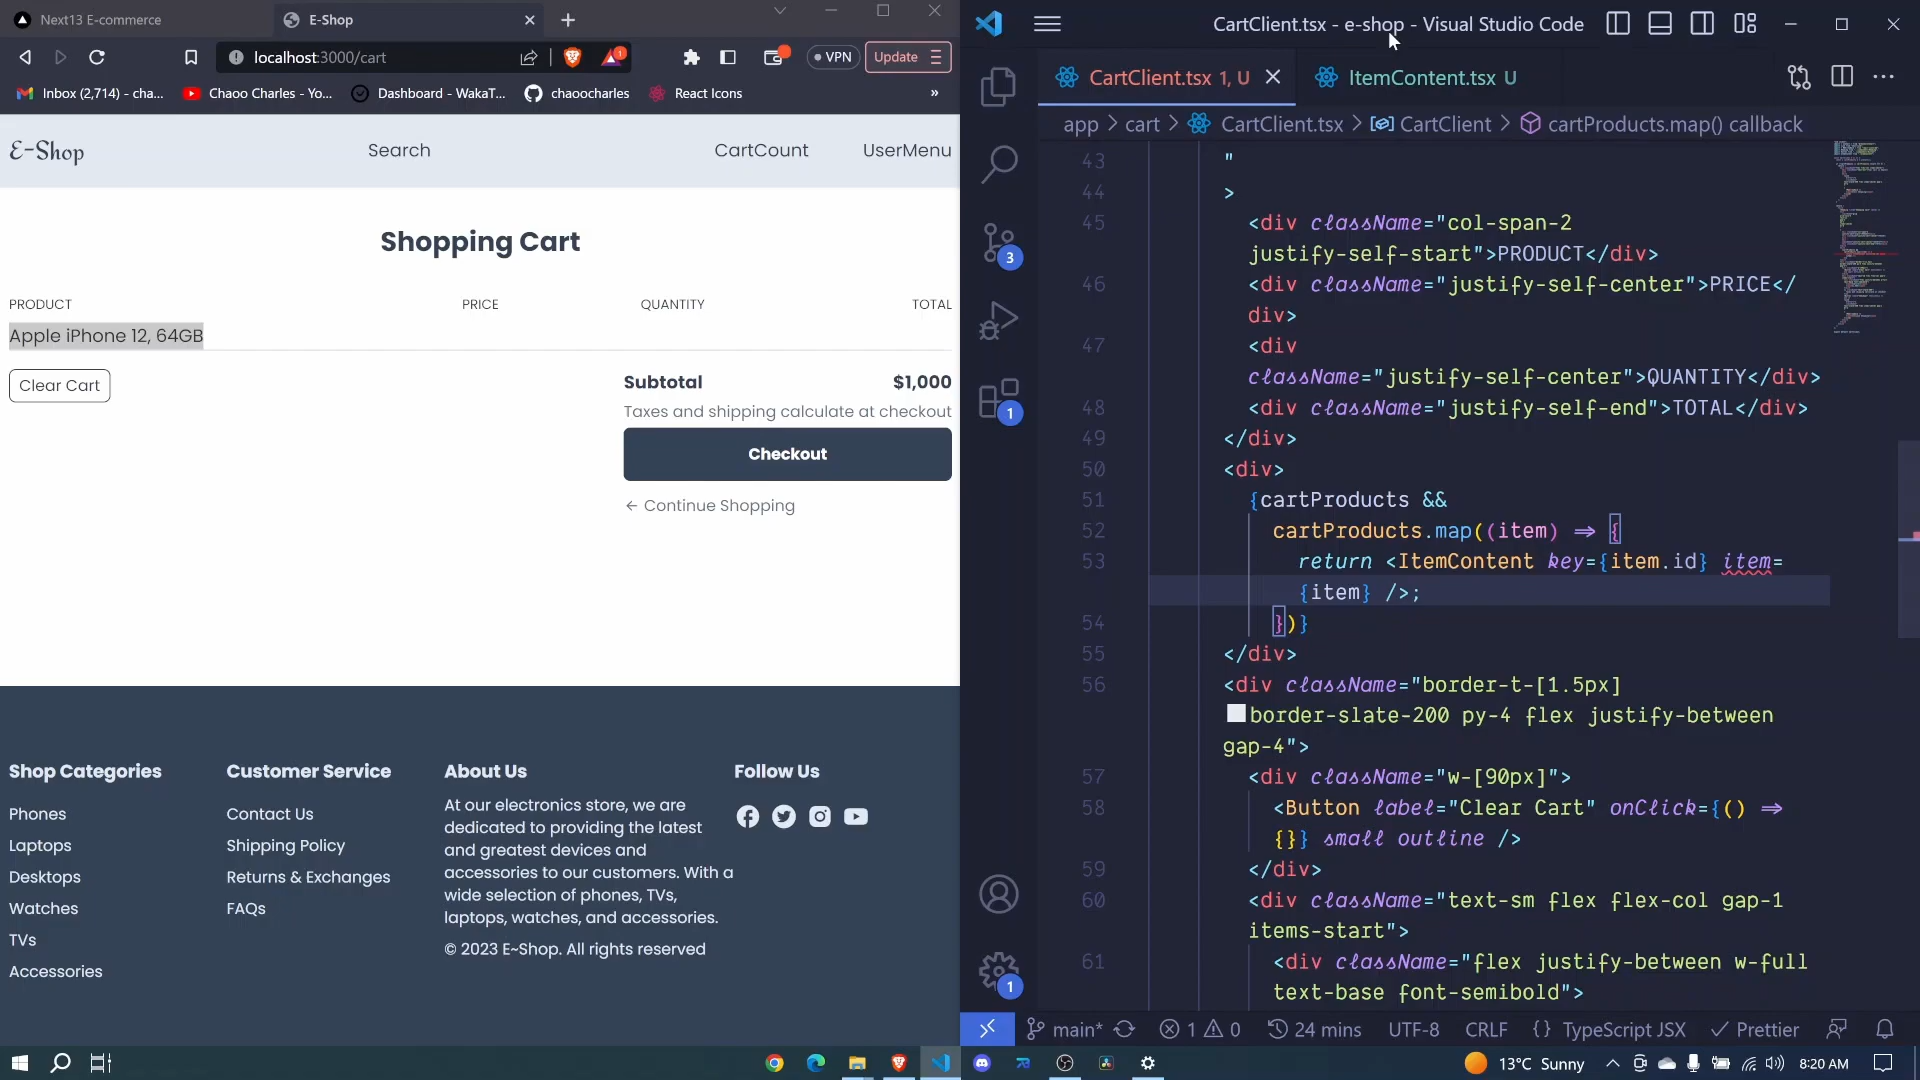 Next13 E-commerce
E-Shop
localhost:3000/cart
1
VPN
Update
Inbox (2,714) - cha...
Chaoo Charles - Yo...
Dashboard - WakaT...
chaoocharles
React Icons
»
E-Shop
Search
CartCount
UserMenu
Shopping Cart
PRODUCT
PRICE
QUANTITY
TOTAL
Apple iPhone 12, 64GB
Clear Cart
Subtotal
$1,000
Taxes and shipping calculate at checkout
Checkout
← Continue Shopping
Shop Categories
Phones
Laptops
Desktops
Watches
TVs
Accessories
Customer Service
Contact Us
Shipping Policy
Returns & Exchanges
FAQs
About Us
At our electronics store, we are
dedicated to providing the latest
and greatest devices and
accessories to our customers. With a
wide selection of phones, TVs,
laptops, watches, and accessories.
© 2023 E~Shop. All rights reserved
Follow Us
CartClient.tsx - e-shop - Visual Studio Code
CartClient.tsx 1, U
ItemContent.tsx U
app > cart > CartClient.tsx > CartClient > cartProducts.map() callback
3
1
1
43 "
44 >
45 <div className="col-span-2
justify-self-start">PRODUCT</div>
46 <div className="justify-self-center">PRICE</
div>
47 <div
className="justify-self-center">QUANTITY</div>
48 <div className="justify-self-end">TOTAL</div>
49 </div>
50 <div>
51 {cartProducts &&
52 cartProducts.map((item) => {
53 return <ItemContent key={item.id} item=
{item} />;
54 })}
55 </div>
56 <div className="border-t-[1.5px]
border-slate-200 py-4 flex justify-between
gap-4">
57 <div className="w-[90px]">
58 <Button label="Clear Cart" onClick={() =>
{}} small outline />
59 </div>
60 <div className="text-sm flex flex-col gap-1
items-start">
61 <div className="flex justify-between w-full
text-base font-semibold">
main*
1
0
24 mins
UTF-8
CRLF
{} TypeScript JSX
Prettier
13°C Sunny
8:20 AM